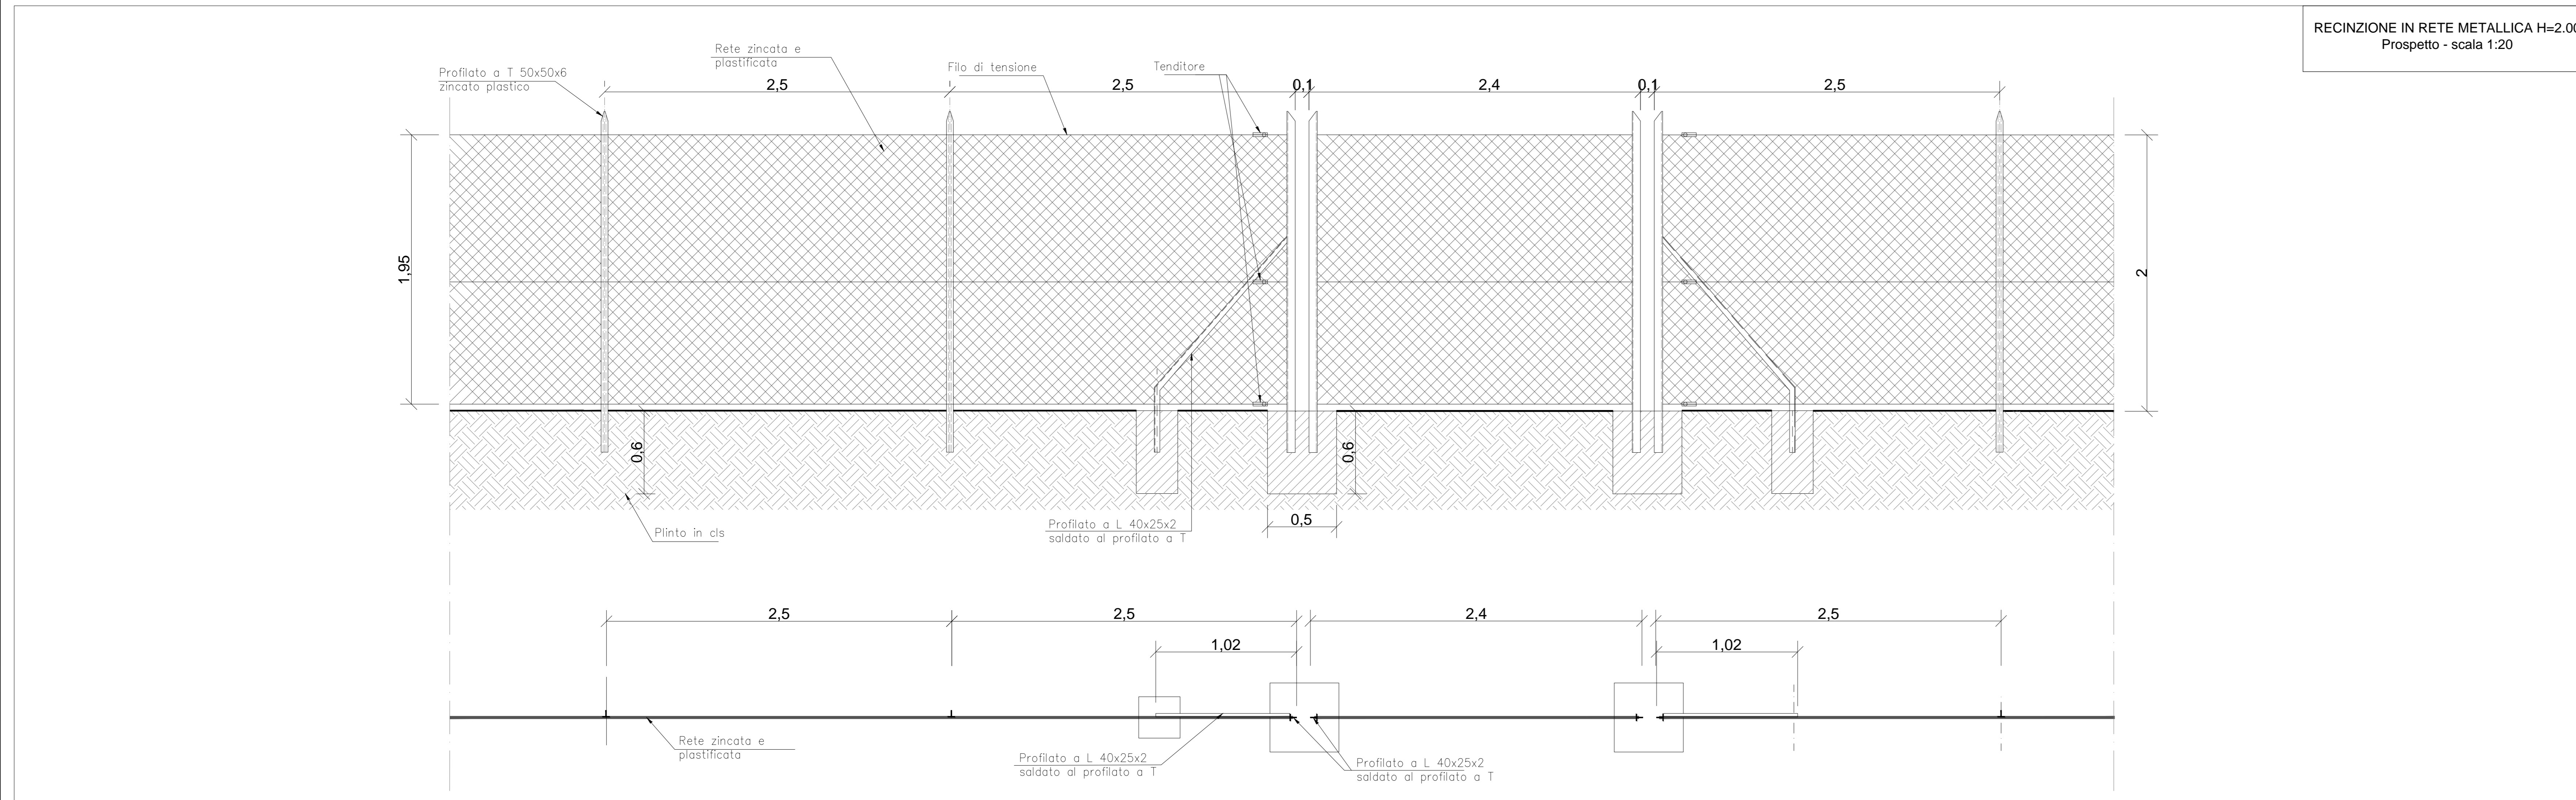 RECINZIONE IN RETE METALLICA H=2.00
Prospetto - scala 1:20
Rete zincata e
plastificata
Profilato a T 50x50x6
zincato plastico
Filo di tensione
Tenditore
2,5
2,5
0,1
2,4
0,1
2,5
1,95
2
0,6
0,6
0,5
Profilato a L 40x25x2
saldato al profilato a T
Plinto in cls
2,5
2,5
2,4
2,5
1,02
1,02
Rete zincata e
plastificata
Profilato a L 40x25x2
saldato al profilato a T
Profilato a L 40x25x2
saldato al profilato a T